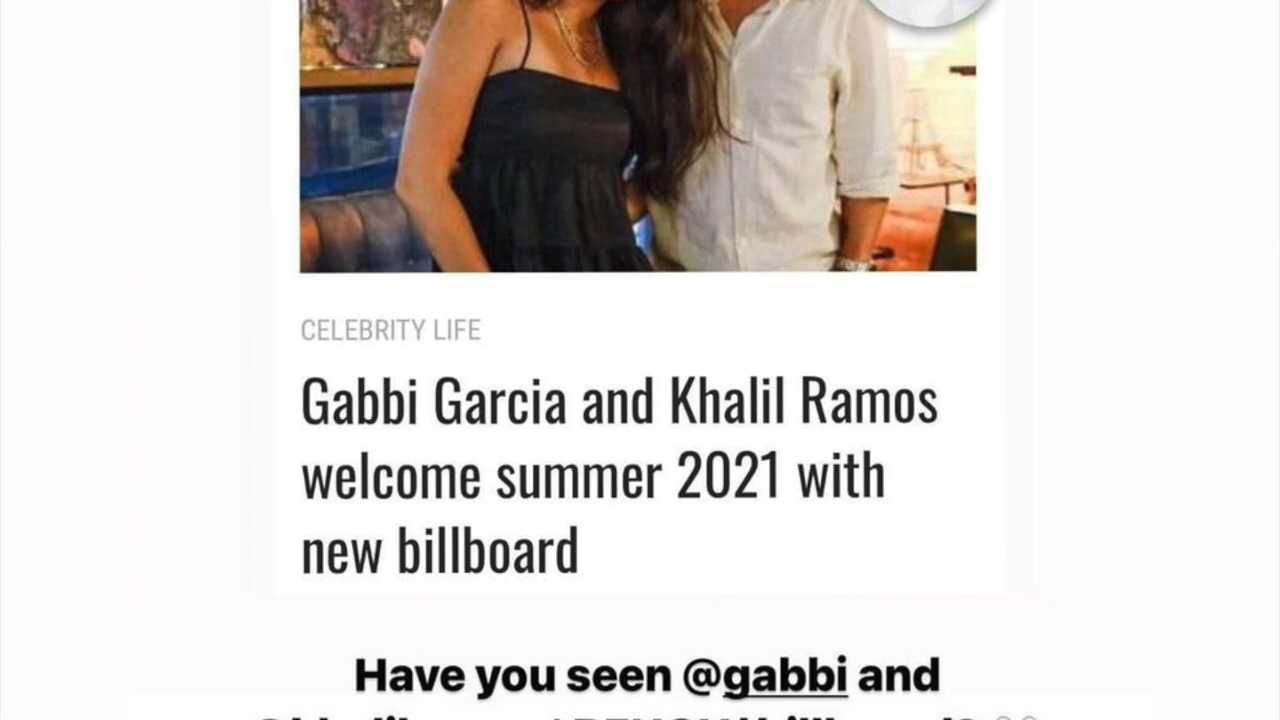 CELEBRITY LIFE
Gabbi Garcia and Khalil Ramos
welcome summer 2021 with
new billboard
Have you seen @gabbi and